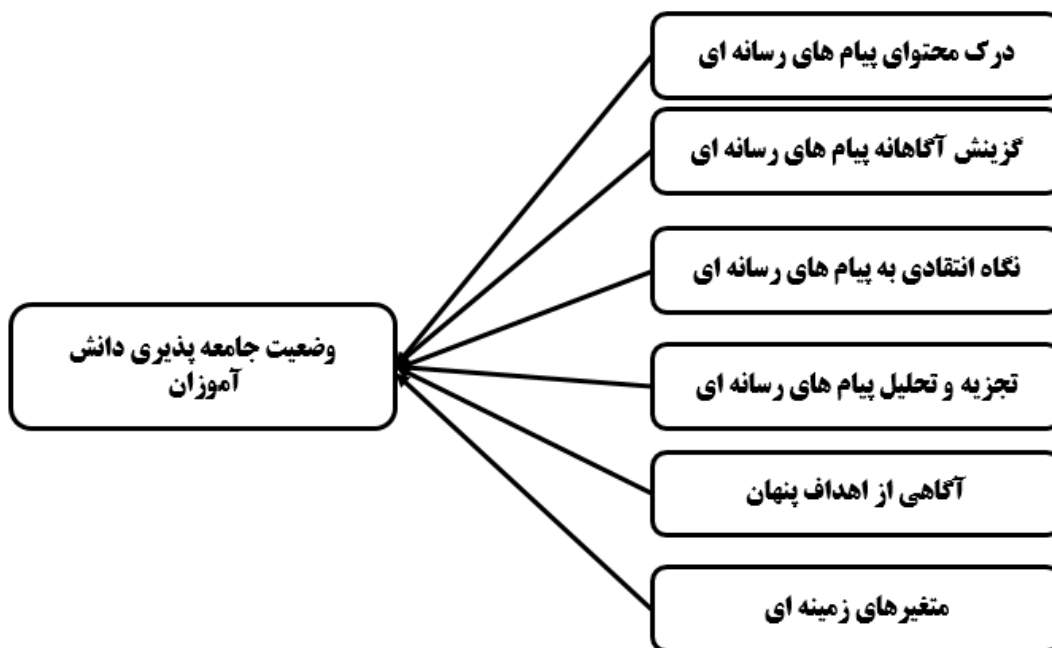 درک محتوای پیام های رسانه ای
گزینش آگاهانه پیام های رسانه ای
نگاه انتقادی به پیام های رسانه ای
تجزیه و تحلیل پیام های رسانه ای
آگاهی از اهداف پنهان
متغیرهای زمینه ای
وضعیت جامعه پذیری دانش
آموزان